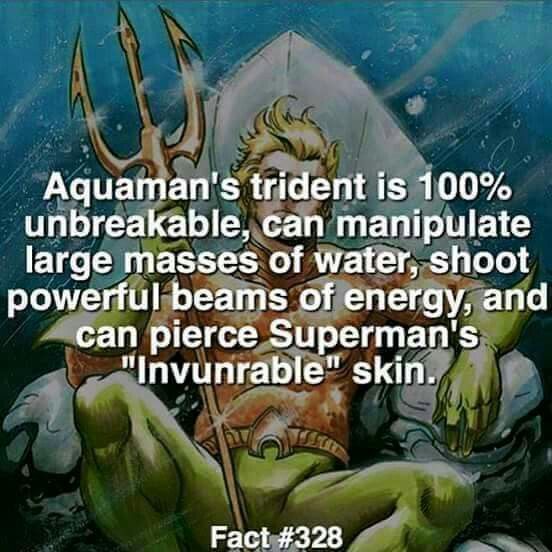 Aquaman's trident is 100%
unbreakable, can manipulate
large masses of water, shoot
powerful beams of energy, and
can pierce Superman's
"Invunrable" skin.
Fact #328